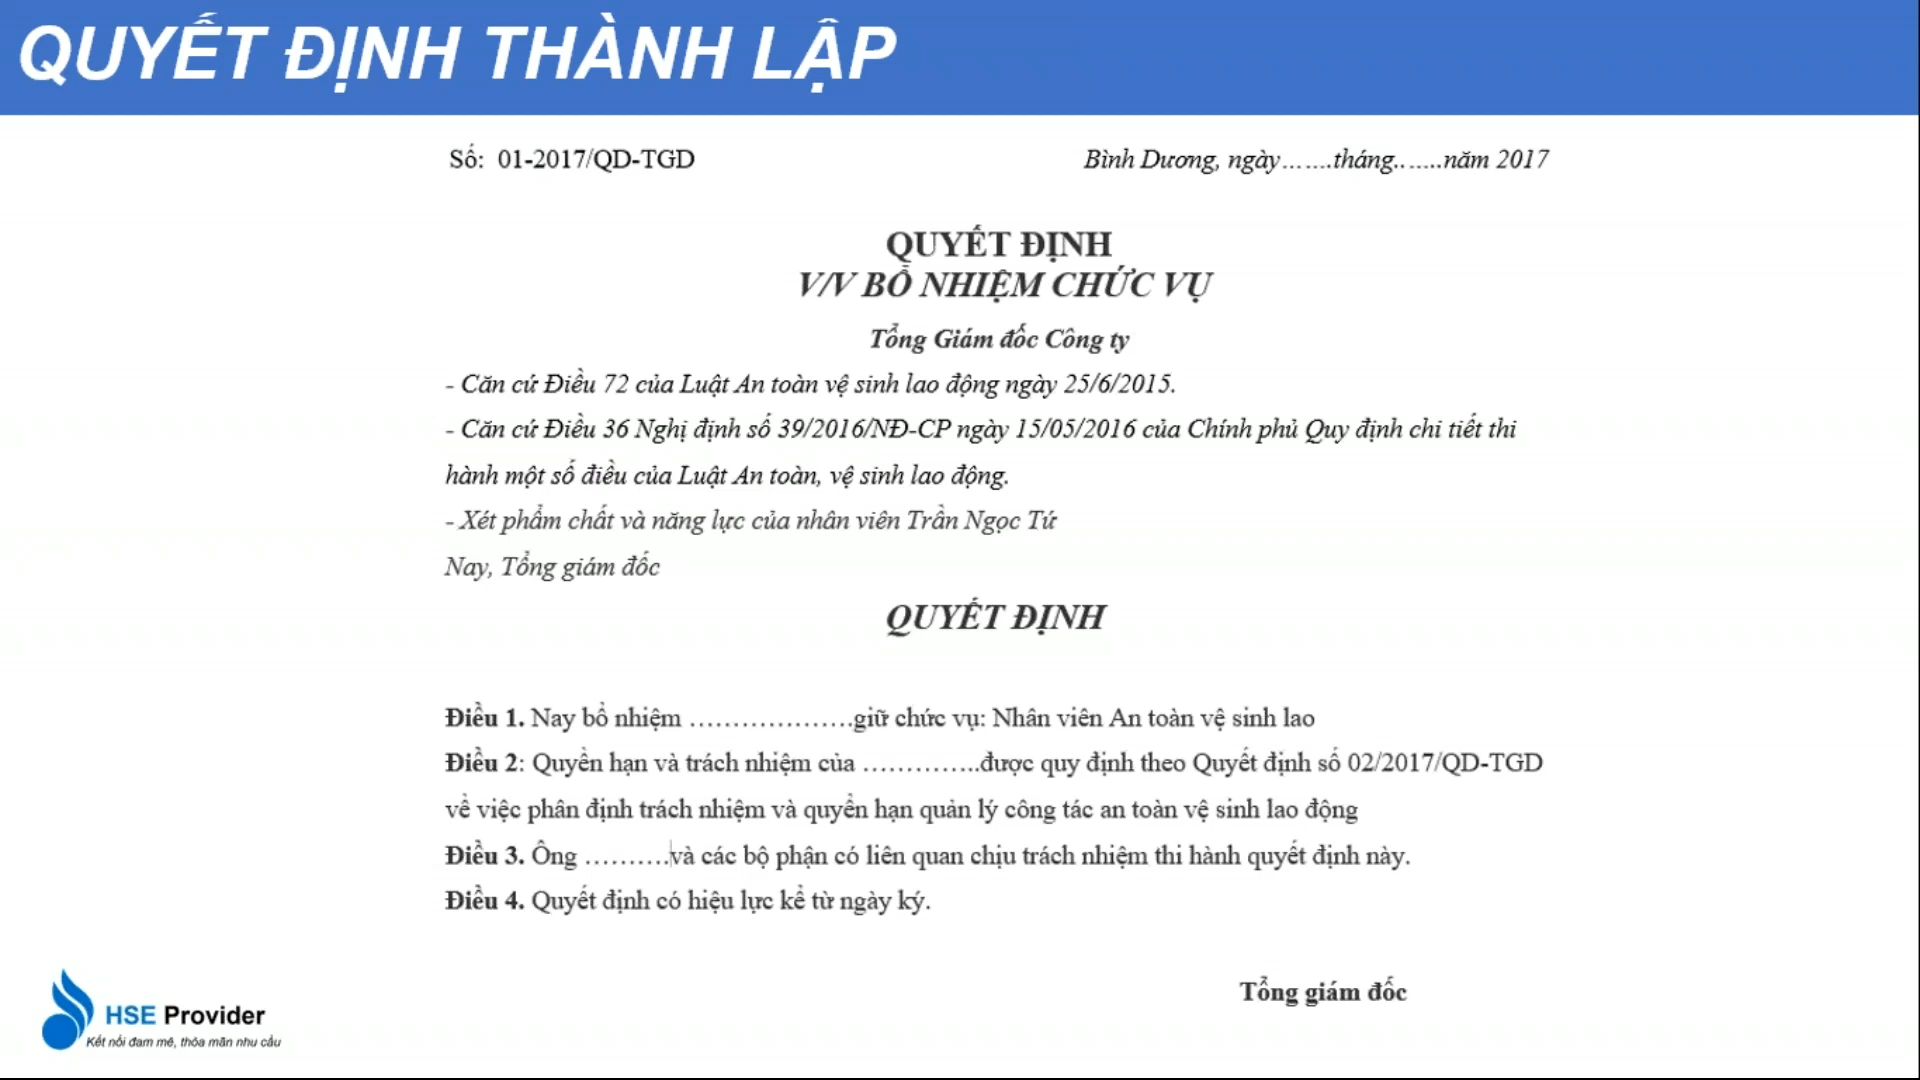 QUYẾT ĐỊNH THÀNH LẬP
Số: 01-2017/QD-TGD
Bình Dương, ngày…….tháng..…..năm 2017
QUYẾT ĐỊNH
V/V BỔ NHIỆM CHỨC VỤ
Tổng Giám đốc Công ty
- Căn cứ Điều 72 của Luật An toàn vệ sinh lao động ngày 25/6/2015.
- Căn cứ Điều 36 Nghị định số 39/2016/NĐ-CP ngày 15/05/2016 của Chính phủ Quy định chi tiết thi
hành một số điều của Luật An toàn, vệ sinh lao động.
- Xét phẩm chất và năng lực của nhân viên Trần Ngọc Tứ
Nay, Tổng giám đốc
QUYẾT ĐỊNH
Điều 1. Nay bổ nhiệm ……………….giữ chức vụ: Nhân viên An toàn vệ sinh lao
Điều 2: Quyền hạn và trách nhiệm của …………..được quy định theo Quyết định số 02/2017/QD-TGD
về việc phân định trách nhiệm và quyền hạn quản lý công tác an toàn vệ sinh lao động
Điều 3. Ông ……….và các bộ phận có liên quan chịu trách nhiệm thi hành quyết định này.
Điều 4. Quyết định có hiệu lực kể từ ngày ký.
Tổng giám đốc
HSE Provider
Kết nối đam mê, thỏa mãn nhu cầu